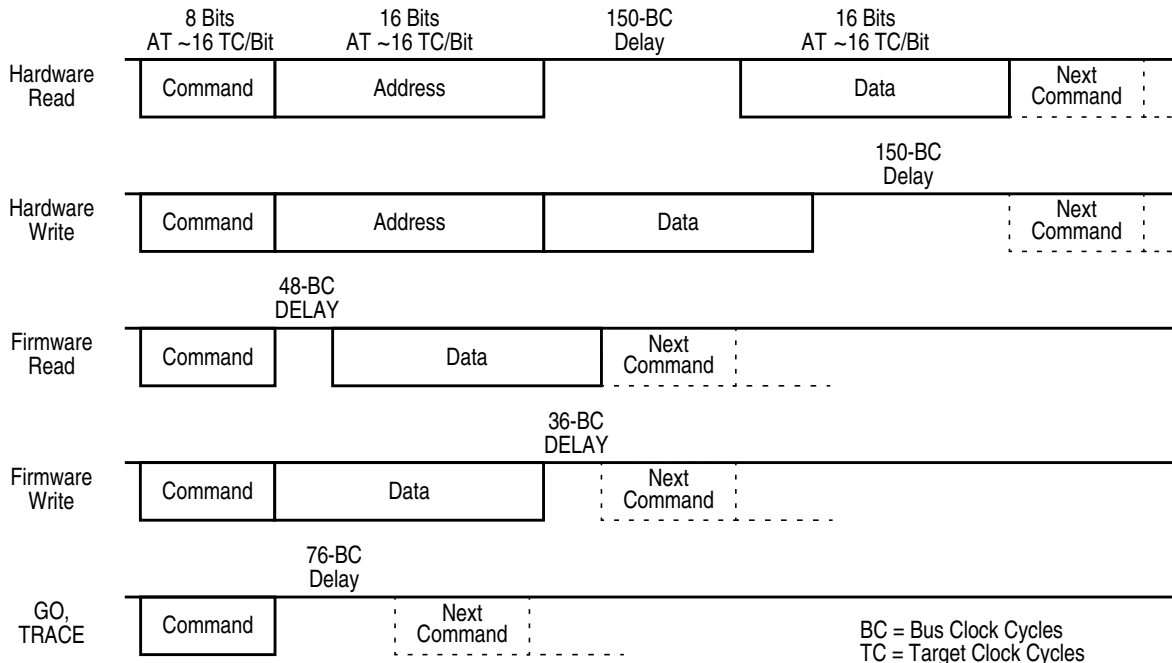 8 Bits
AT ~16 TC/Bit
16 Bits
AT ~16 TC/Bit
150-BC
Delay
16 Bits
AT ~16 TC/Bit
Hardware
Read
Command
Address
Data
Next
Command
150-BC
Delay
Hardware
Write
Command
Address
Data
Next
Command
48-BC
DELAY
Firmware
Read
Command
Data
Next
Command
36-BC
DELAY
Firmware
Write
Command
Data
Next
Command
76-BC
Delay
GO,
TRACE
Command
Next
Command
BC = Bus Clock Cycles
TC = Target Clock Cycles